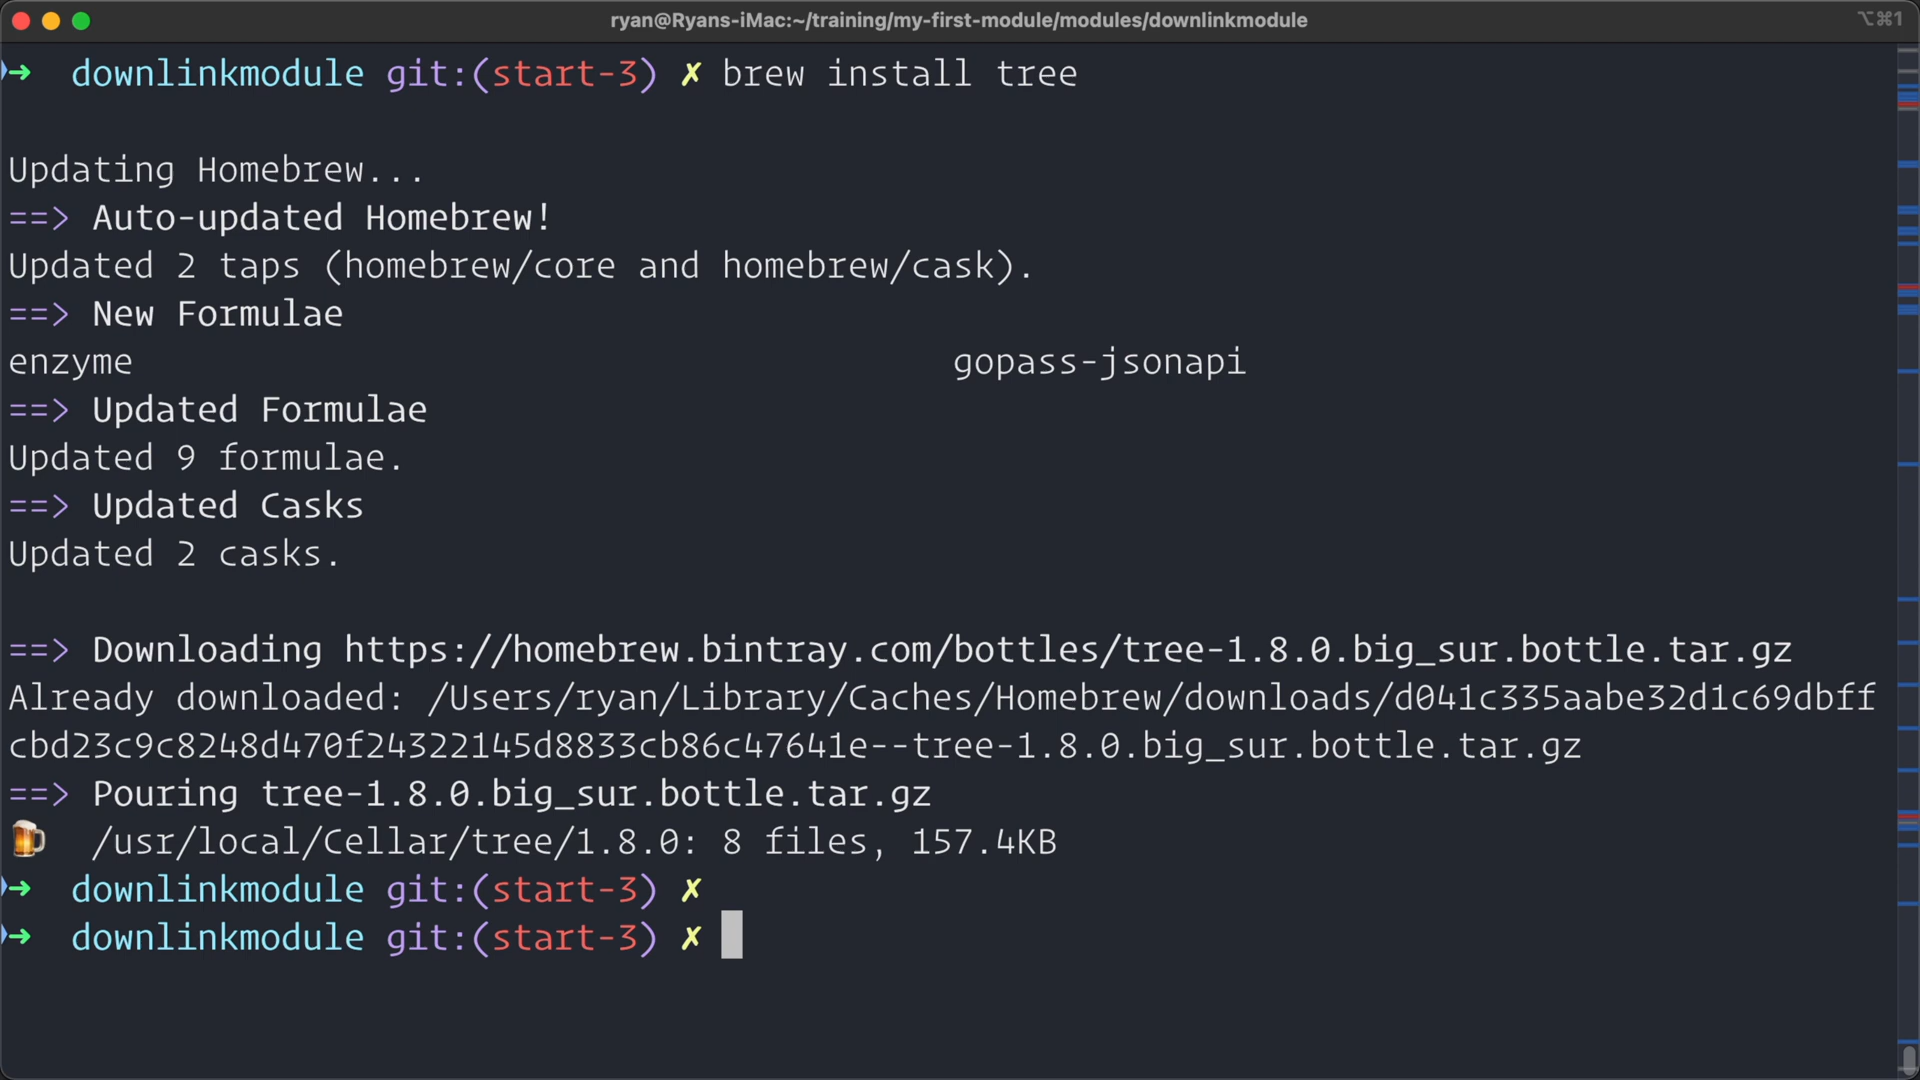 ryan@Ryans-iMac:~/training/my-first-module/modules/downlinkmodule
⌥⌘1
➜ downlinkmodule git:(start-3) ✗ brew install tree
Updating Homebrew...
==> Auto-updated Homebrew!
Updated 2 taps (homebrew/core and homebrew/cask).
==> New Formulae
enzyme gopass-jsonapi
==> Updated Formulae
Updated 9 formulae.
==> Updated Casks
Updated 2 casks.
==> Downloading https://homebrew.bintray.com/bottles/tree-1.8.0.big_sur.bottle.tar.gz
Already downloaded: /Users/ryan/Library/Caches/Homebrew/downloads/d041c335aabe32d1c69dbff
cbd23c9c8248d470f24322145d8833cb86c47641e--tree-1.8.0.big_sur.bottle.tar.gz
==> Pouring tree-1.8.0.big_sur.bottle.tar.gz
🍺 /usr/local/Cellar/tree/1.8.0: 8 files, 157.4KB
➜ downlinkmodule git:(start-3) ✗
➜ downlinkmodule git:(start-3) ✗